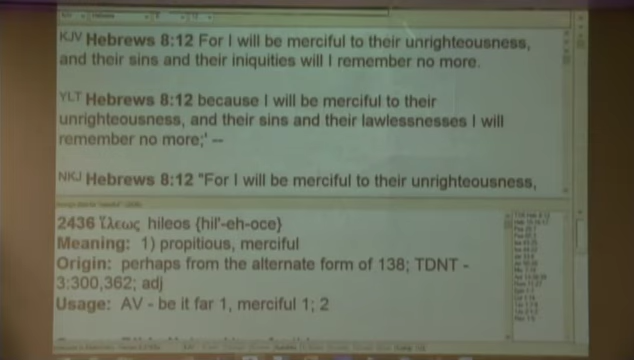 KJV Hebrews 8:12 For I will be merciful to their unrighteousness,
and their sins and their iniquities will I remember no more.
YLT Hebrews 8:12 because I will be merciful to their
unrighteousness, and their sins and their lawlessnesses I will
remember no more;' --
NKJ Hebrews 8:12 "For I will be merciful to their unrighteousness,
2436 ἵλεως hileos {hil'-eh-oce}
Meaning: 1) propitious, merciful
Origin: perhaps from the alternate form of 138; TDNT -
3:300,362; adj
Usage: AV - be it far 1, merciful 1; 2